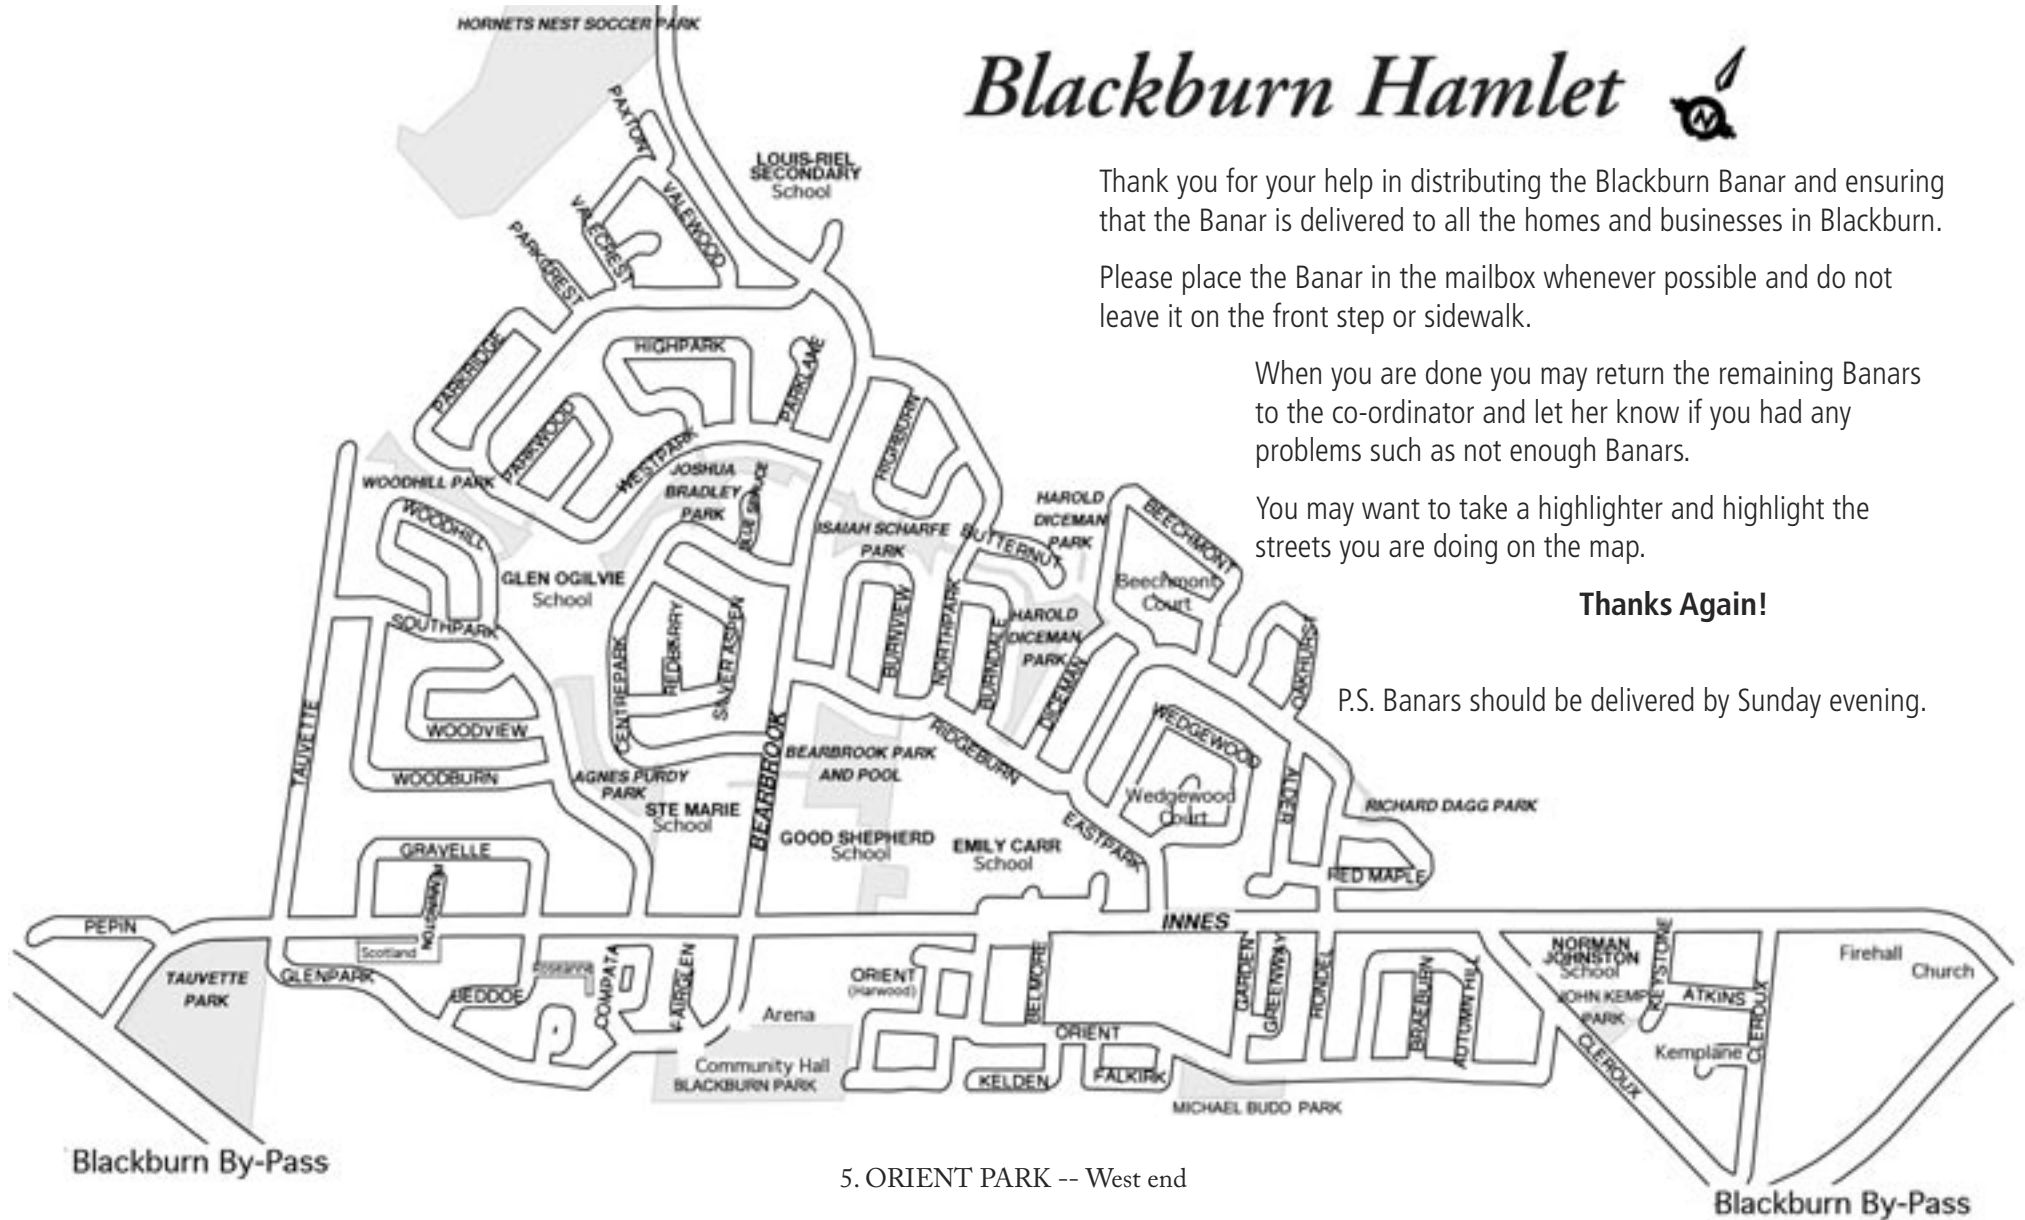 HORNETS NEST SOCCER PARK
Blackburn Hamlet
N
PAXTON
LOUIS-RIEL
SECONDARY
School
Thank you for your help in distributing the Blackburn Banar and ensuring
that the Banar is delivered to all the homes and businesses in Blackburn.
VALEWOOD
VALECREST
PARKCREST
Please place the Banar in the mailbox whenever possible and do not
leave it on the front step or sidewalk.
PARKRIDGE
HIGHPARK
PARKLANE
When you are done you may return the remaining Banars
to the co-ordinator and let her know if you had any
problems such as not enough Banars.
PARKWOOD
WESTPARK
HIGHBURN
WOODHILL PARK
JOSHUA
BRADLEY
PARK
BLUE SPRUCE
HAROLD
DICEMAN
PARK
BEECHMONT
You may want to take a highlighter and highlight the
streets you are doing on the map.
WOODHILL
ISAIAH SCHARFE
PARK
BUTTERNUT
GLEN OGILVIE
School
Beechmont
Court
Thanks Again!
SOUTHPARK
CENTREPARK
REDBERRY
SILVER ASPEN
BURNVIEW
NORTHPARK
BURNDALE
HAROLD
DICEMAN
PARK
DICEMAN
OAKHURST
P.S. Banars should be delivered by Sunday evening.
TAUVETTE
WOODVIEW
WOODBURN
BEARBROOK
RIDGEBURN
WEDGEWOOD
AGNES PURDY
PARK
BEARBROOK PARK
AND POOL
Wedgewood
Court
ALDER
RICHARD DAGG PARK
STE MARIE
School
GOOD SHEPHERD
School
EMILY CARR
School
EASTPARK
GRAVELLE
PENNINGTON
RED MAPLE
PEPIN
INNES
Scotland
TAUVETTE
PARK
GLENPARK
BEDDOE
Roseanne
COMPATA
FAIRGLEN
ORIENT
(Harwood)
BELMORE
GARDEN
GREENWAY
RONDEL
BRAEBURN
AUTUMN HILL
NORMAN
JOHNSTON
School
KEYSTONE
Firehall
Church
JOHN KEMP
PARK
ATKINS
CLEROUX
Arena
ORIENT
Kemplane
CLEROUX
Community Hall
BLACKBURN PARK
KELDEN
FALKIRK
MICHAEL BUDD PARK
Blackburn By-Pass
5. ORIENT PARK -- West end
Blackburn By-Pass